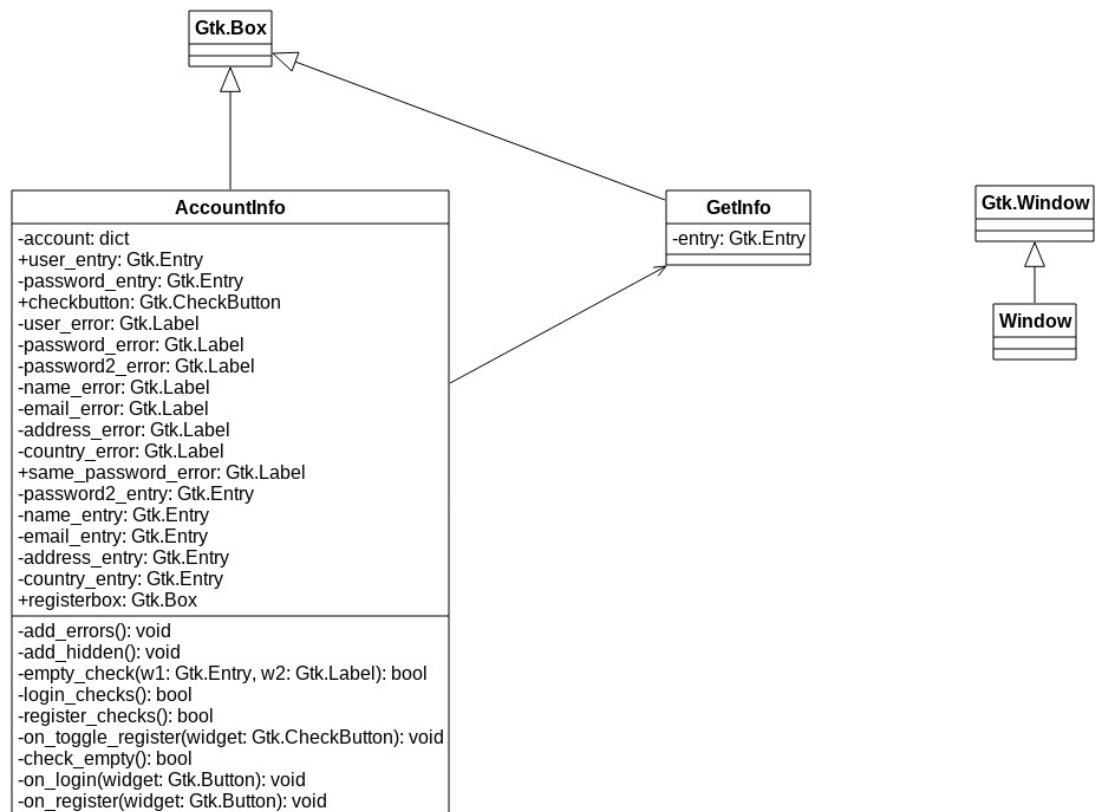 Gtk.Box
AccountInfo
-account: dict
+user_entry: Gtk.Entry
-password_entry: Gtk.Entry
+checkbutton: Gtk.CheckButton
-user_error: Gtk.Label
-password_error: Gtk.Label
-password2_error: Gtk.Label
-name_error: Gtk.Label
-email_error: Gtk.Label
-address_error: Gtk.Label
-country_error: Gtk.Label
+same_password_error: Gtk.Label
-password2_entry: Gtk.Entry
-name_entry: Gtk.Entry
-email_entry: Gtk.Entry
-address_entry: Gtk.Entry
-country_entry: Gtk.Entry
+registerbox: Gtk.Box
-add_errors(): void
-add_hidden(): void
-empty_check(w1: Gtk.Entry, w2: Gtk.Label): bool
-login_checks(): bool
-register_checks(): bool
-on_toggle_register(widget: Gtk.CheckButton): void
-check_empty(): bool
-on_login(widget: Gtk.Button): void
-on_register(widget: Gtk.Button): void
GetInfo
-entry: Gtk.Entry
Gtk.Window
Window